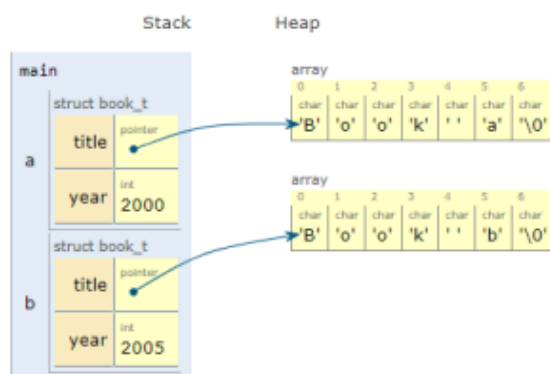 Stack Heap
main
array
0 1 2 3 4 5 6
struct book_t
char char char char char char char
'B' 'o' 'o' 'k' ' ' 'a' '\0'
pointer
title
a
int
year 2000
array
0 1 2 3 4 5 6
char char char char char char char
'B' 'o' 'o' 'k' ' ' 'b' '\0'
struct book_t
pointer
title
b
int
year 2005